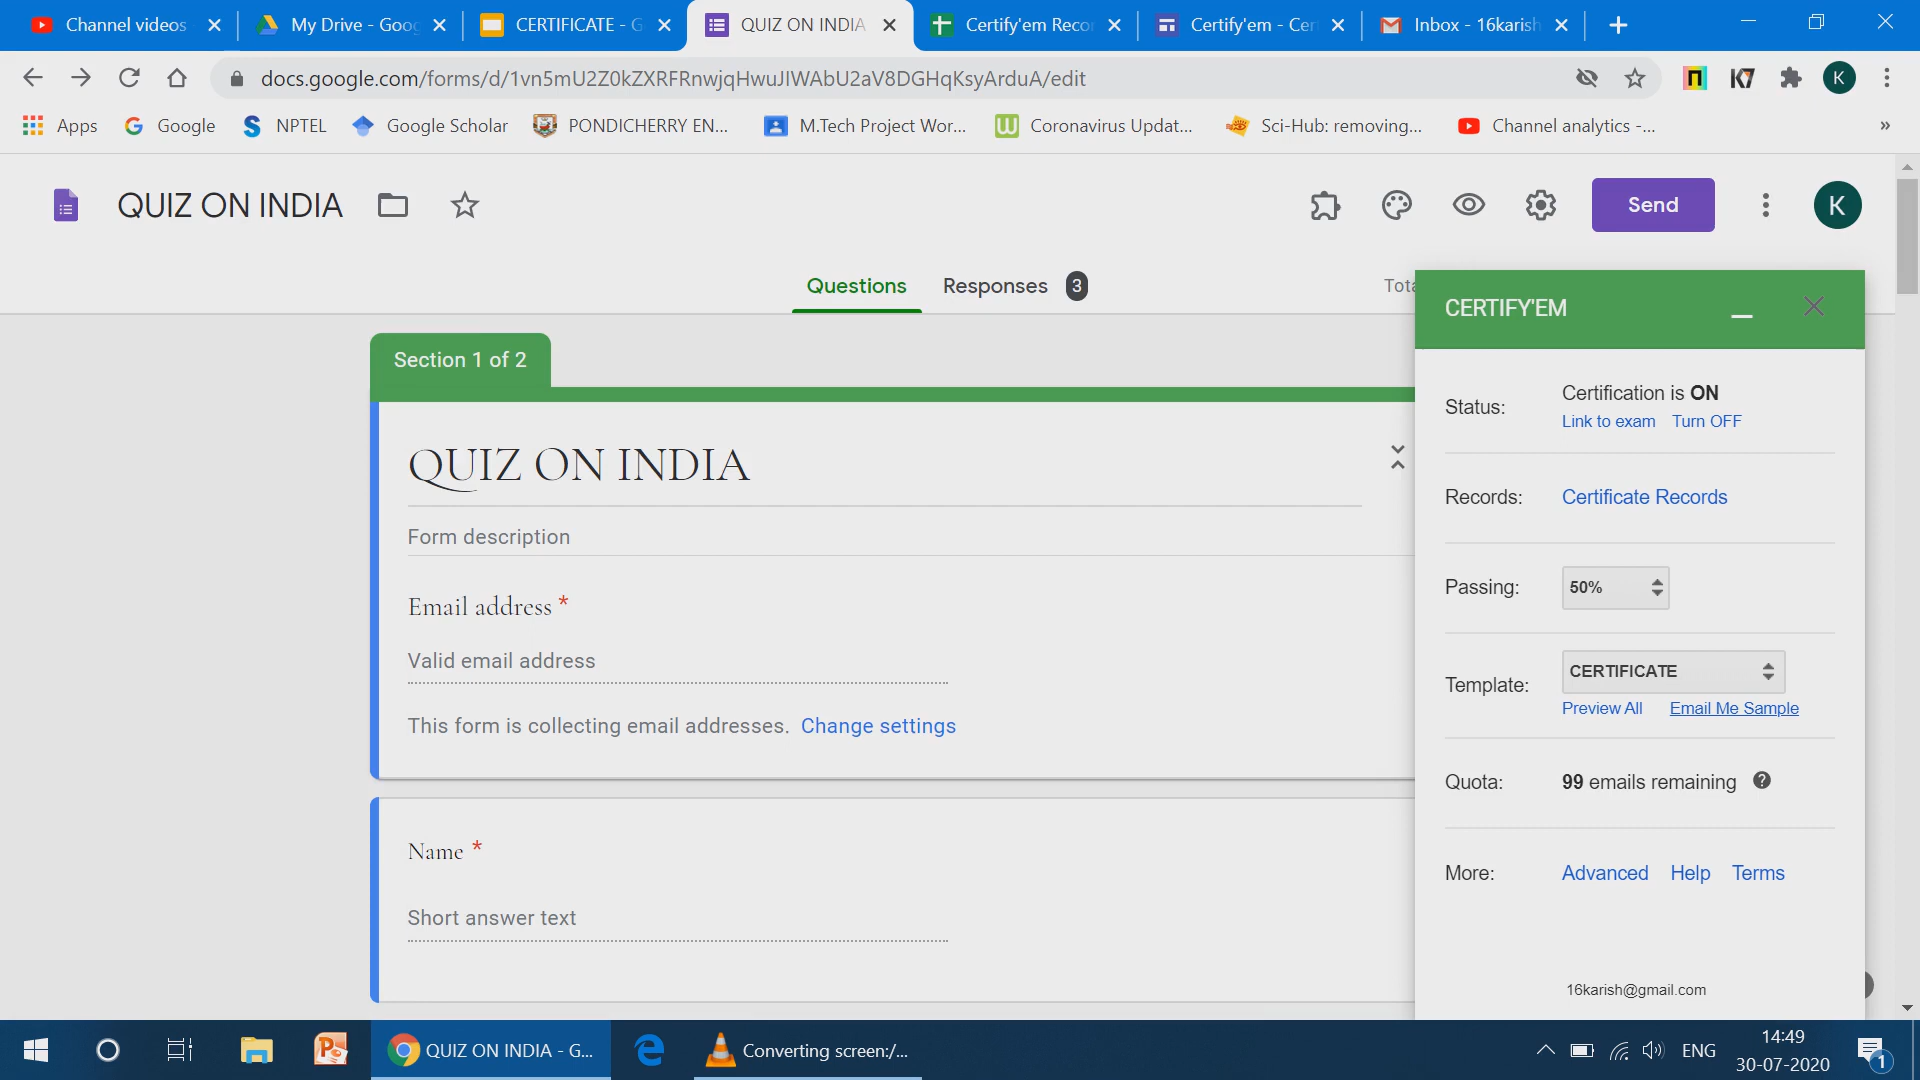 Channel videos
My Drive - Goog
CERTIFICATE - G
QUIZ ON INDIA
Certify'em Recor
Certify'em - Cer
Inbox - 16karish
docs.google.com/forms/d/1vn5mU2Z0kZXRFRnwjqHwuJIWAbU2aV8DGHqKsyArduA/edit
K7
K
Apps
Google
NPTEL
Google Scholar
PONDICHERRY EN...
M.Tech Project Wor...
Coronavirus Updat...
Sci-Hub: removing...
Channel analytics -...
»
QUIZ ON INDIA
Send
K
Questions
Responses 3
Tota
Section 1 of 2
QUIZ ON INDIA
Form description
Email address *
Valid email address
This form is collecting email addresses. Change settings
Name *
Short answer text
CERTIFY'EM
Status:
Certification is ON
Link to exam Turn OFF
Records:
Certificate Records
Passing:
50%
Template:
CERTIFICATE
Preview All Email Me Sample
Quota:
99 emails remaining
More:
Advanced Help Terms
16karish@gmail.com
QUIZ ON INDIA - G...
Converting screen:/...
ENG
14:49
30-07-2020
1